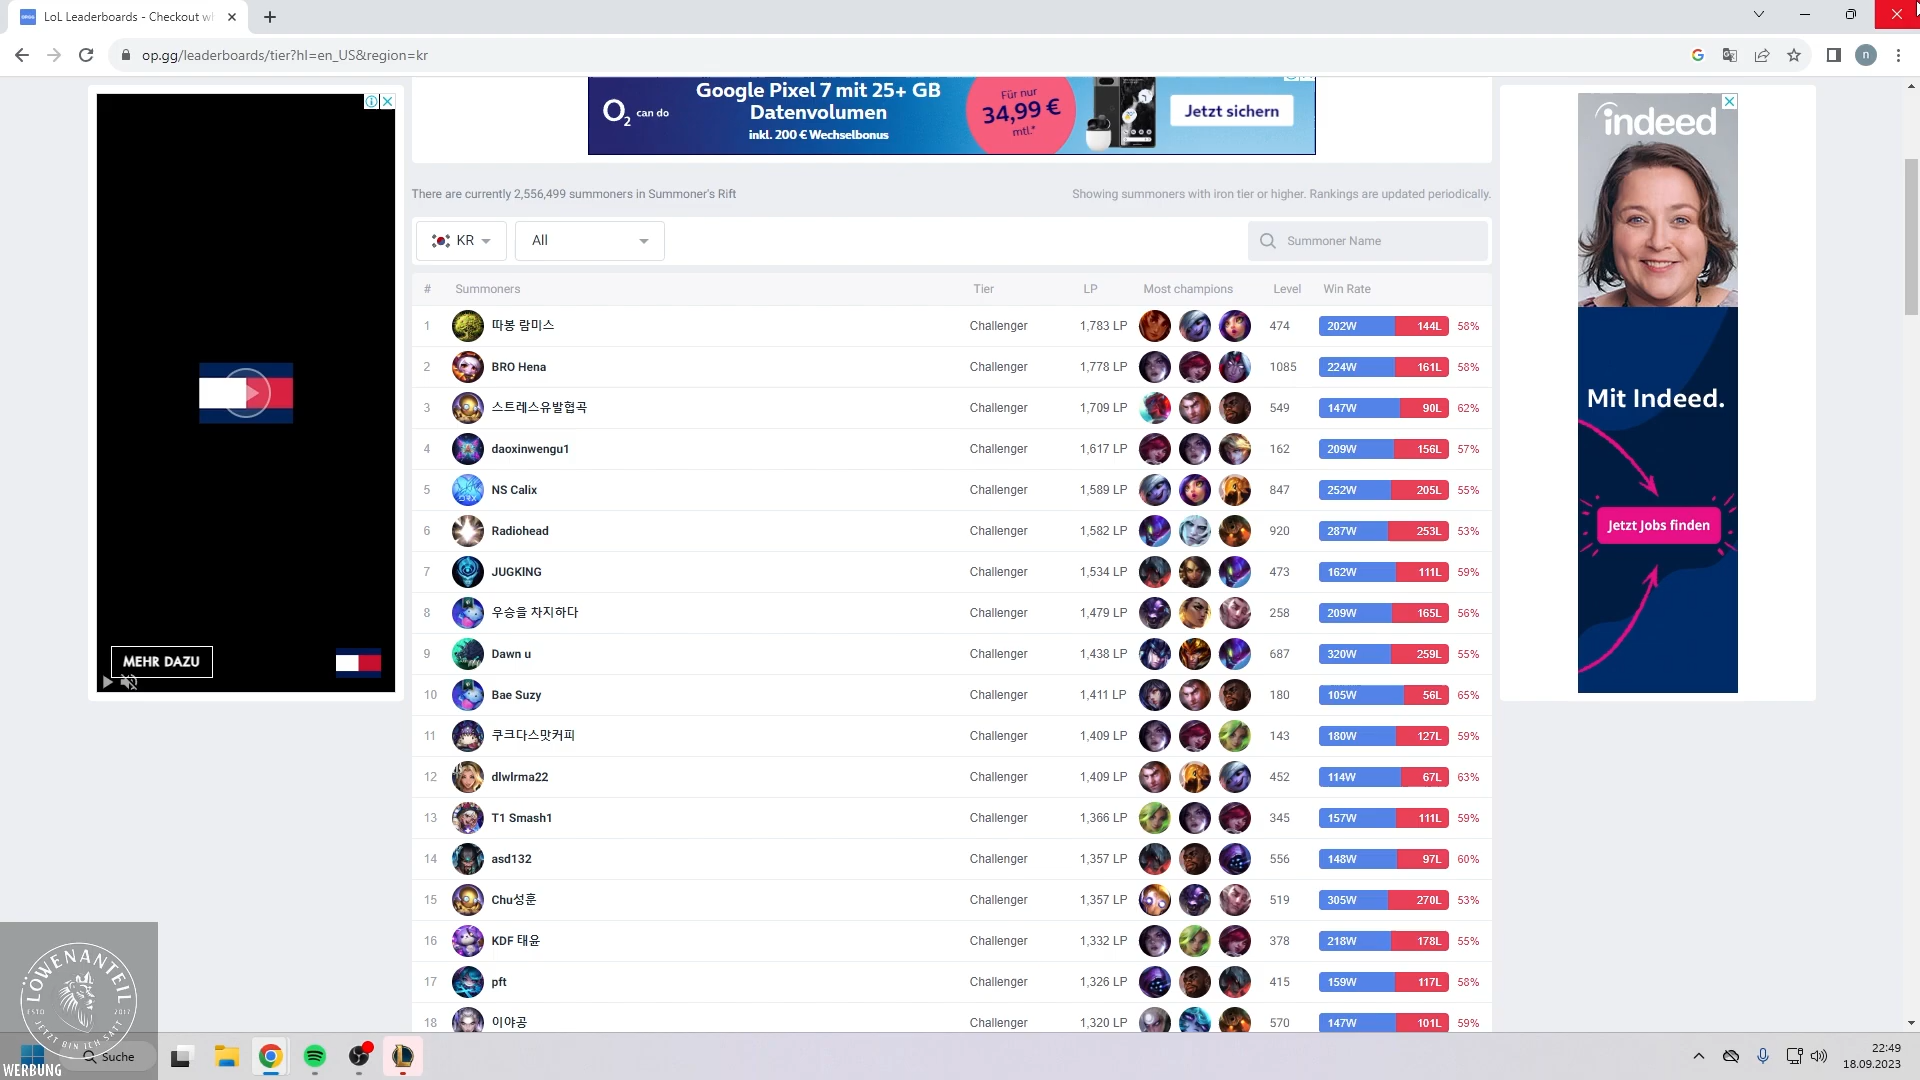 LoL Leaderboards - Checkout wh
op.gg/leaderboards/tier?hl=en_US&region=kr
n
O2 can do
Google Pixel 7 mit 25+ GB
Datenvolumen
inkl. 200 € Wechselbonus
Für nur
34,99 €
mtl.*
Jetzt sichern
There are currently 2,556,499 summoners in Summoner's Rift
Showing summoners with iron tier or higher. Rankings are updated periodically.
KR
All
Summoner Name
# Summoners Tier LP Most champions Level Win Rate
1 따봉 람미스 Challenger 1,783 LP 474 202W 144L 58%
2 BRO Hena Challenger 1,778 LP 1085 224W 161L 58%
3 스트레스유발협곡 Challenger 1,709 LP 549 147W 90L 62%
4 daoxinwengu1 Challenger 1,617 LP 162 209W 156L 57%
5 NS Calix Challenger 1,589 LP 847 252W 205L 55%
6 Radiohead Challenger 1,582 LP 920 287W 253L 53%
7 JUGKlNG Challenger 1,534 LP 473 162W 111L 59%
8 우승을 차지하다 Challenger 1,479 LP 258 209W 165L 56%
9 Dawn u Challenger 1,438 LP 687 320W 259L 55%
10 Bae Suzy Challenger 1,411 LP 180 105W 56L 65%
11 쿠크다스맛커피 Challenger 1,409 LP 143 180W 127L 59%
12 dlwlrma22 Challenger 1,409 LP 452 114W 67L 63%
13 T1 Smash1 Challenger 1,366 LP 345 157W 111L 59%
14 asd132 Challenger 1,357 LP 556 148W 97L 60%
15 Chu성훈 Challenger 1,357 LP 519 305W 270L 53%
16 KDF 태윤 Challenger 1,332 LP 378 218W 178L 55%
17 pft Challenger 1,326 LP 415 159W 117L 58%
18 이야공 Challenger 1,320 LP 570 147W 101L 59%
MEHR DAZU
indeed
Mit Indeed.
Jetzt Jobs finden
LÖWENANTEIL
ESTD 2017
JETZT BIN ICH SATT
WERBUNG
Suche
22:49
18.09.2023